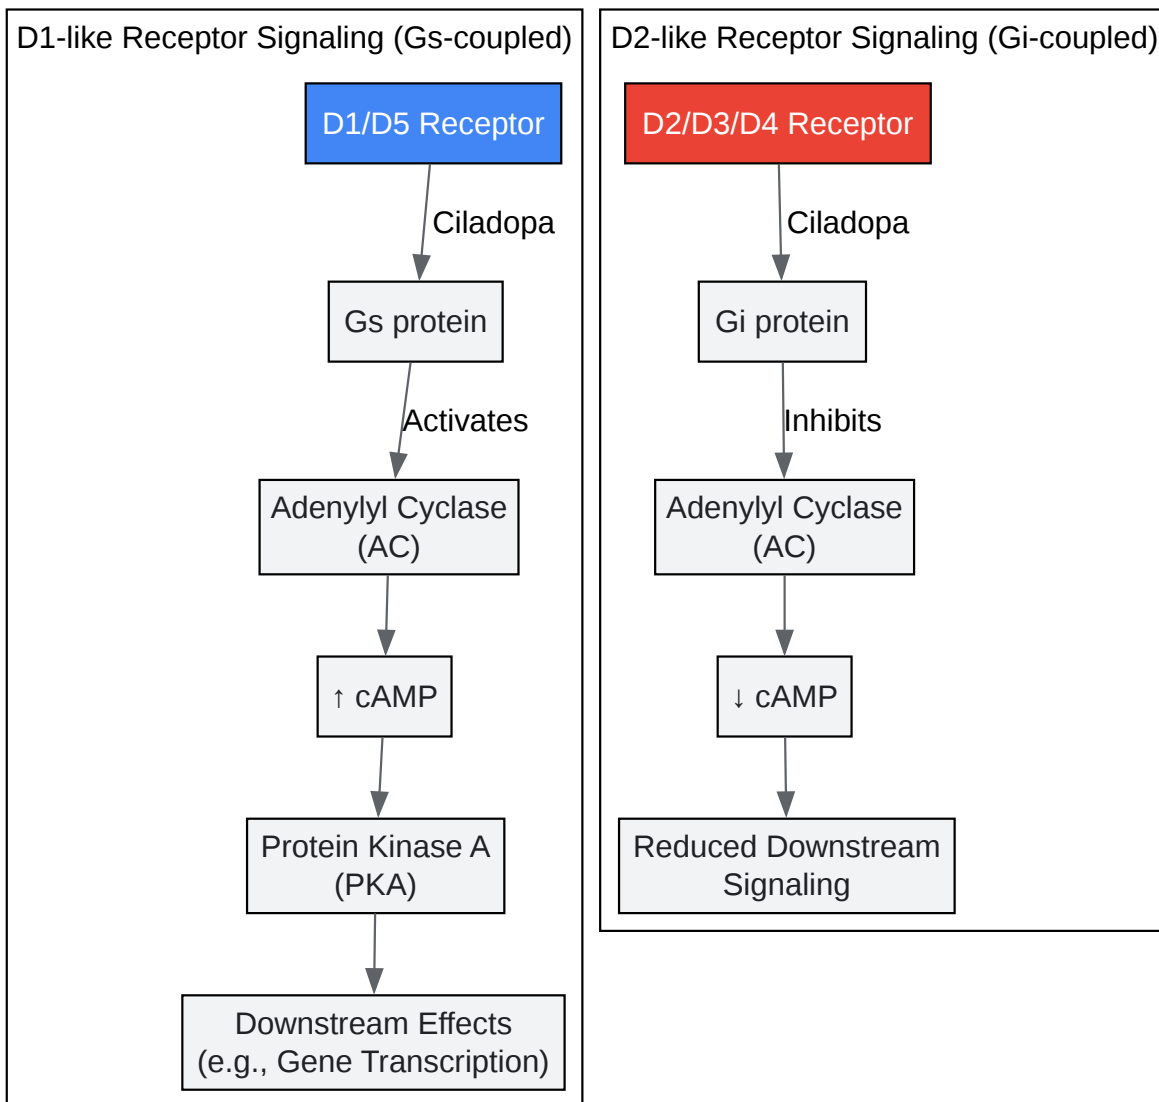 D1-like Receptor Signaling (Gs-coupled)
D1/D5 Receptor
Ciladopa
Gs protein
Activates
Adenylyl Cyclase
(AC)
↑ cAMP
Protein Kinase A
(PKA)
Downstream Effects
(e.g., Gene Transcription)
D2-like Receptor Signaling (Gi-coupled)
D2/D3/D4 Receptor
Ciladopa
Gi protein
Inhibits
Adenylyl Cyclase
(AC)
↓ cAMP
Reduced Downstream
Signaling